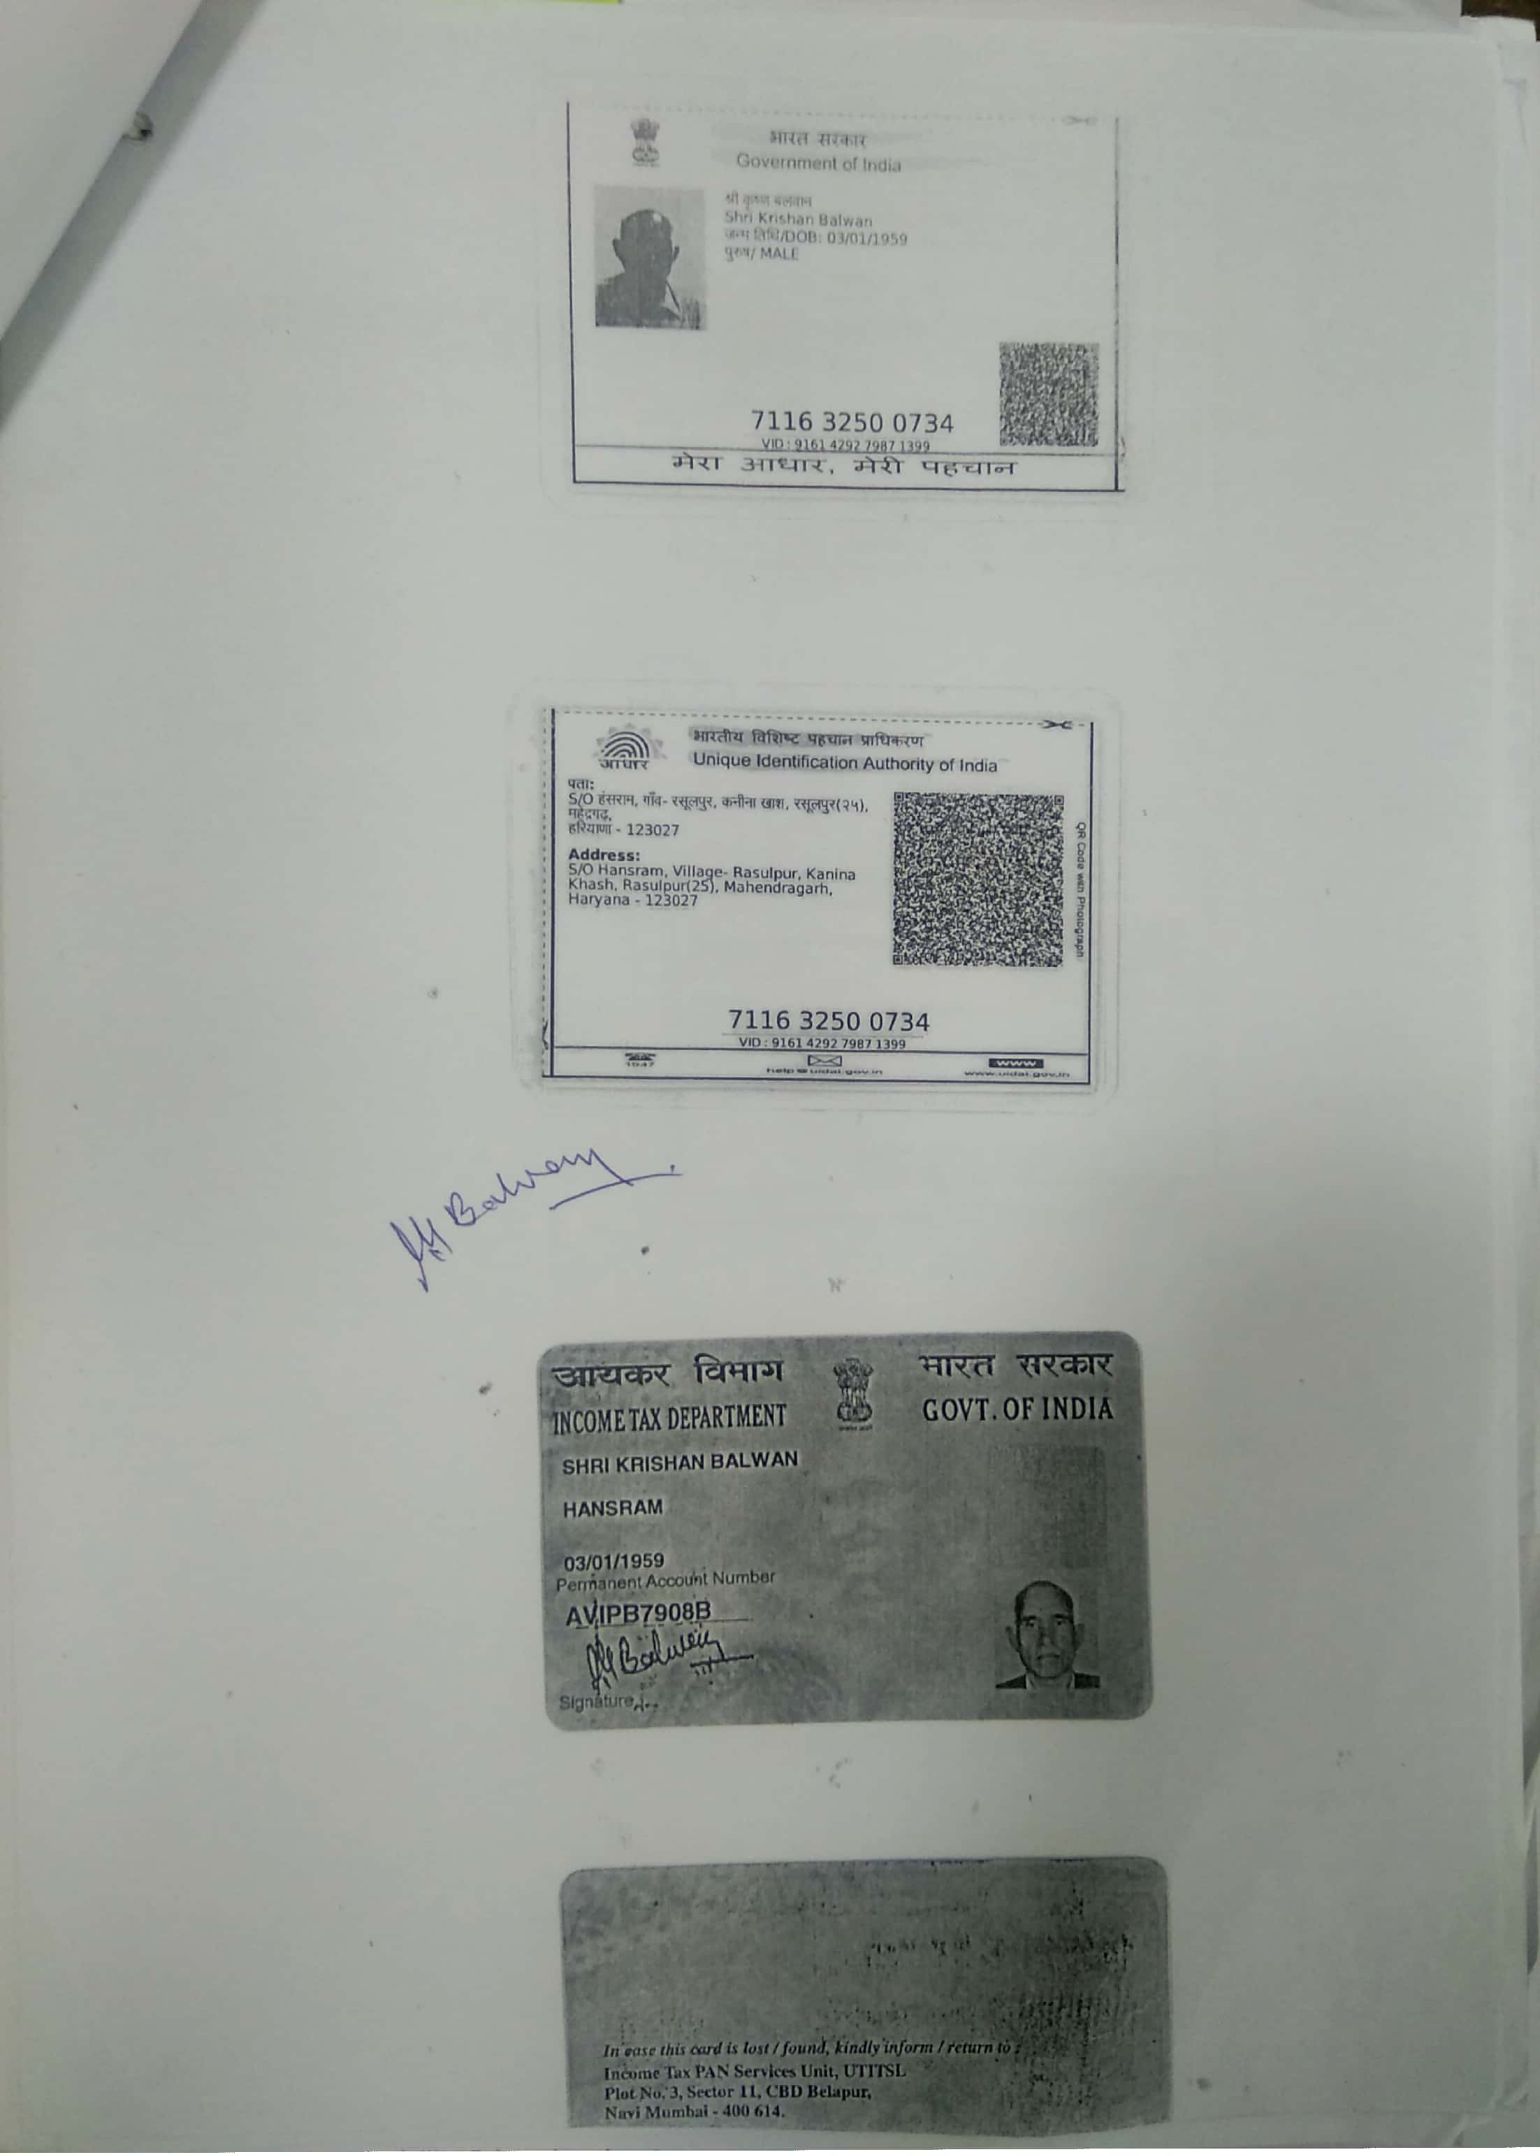 भारत सरकार
Government of India
श्री कृष्ण बलवान
Shri Krishan Balwan
जन्म तिथि/DOB: 03/01/1959
पुरुष/ MALE
7116 3250 0734
VID : 9161 4292 7987 1399
मेरा आधार, मेरी पहचान
भारतीय विशिष्ट पहचान प्राधिकरण
Unique Identification Authority of India
आधार
पता:
S/O हंसराम, गाँव- रसूलपुर, कनीना खाश, रसूलपुर(२५),
महेंद्रगढ़,
हरियाणा - 123027
Address:
S/O Hansram, Village- Rasulpur, Kanina
Khash, Rasulpur(25), Mahendragarh,
Haryana - 123027
QR Code with Photograph
7116 3250 0734
VID : 9161 4292 7987 1399
1947
help@uidai.gov.in
www
www.uidai.gov.in
Balwan
आयकर विभाग
भारत सरकार
INCOME TAX DEPARTMENT
GOVT. OF INDIA
SHRI KRISHAN BALWAN
HANSRAM
03/01/1959
Permanent Account Number
AVIPB7908B
Balwan
Signature
In case this card is lost / found, kindly inform / return to :
Income Tax PAN Services Unit, UTITSL
Plot No. 3, Sector 11, CBD Belapur,
Navi Mumbai - 400 614.